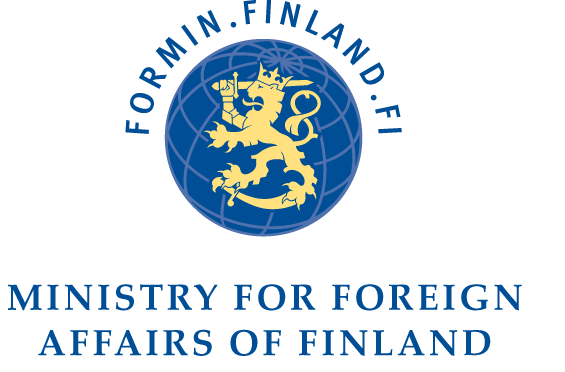 FORMIN.FINLAND.FI
MINISTRY FOR FOREIGN
AFFAIRS OF FINLAND